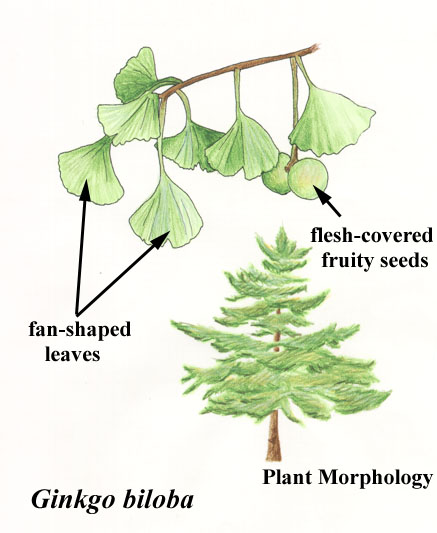 flesh-covered
fruity seeds
fan-shaped
leaves
Plant Morphology
Ginkgo biloba